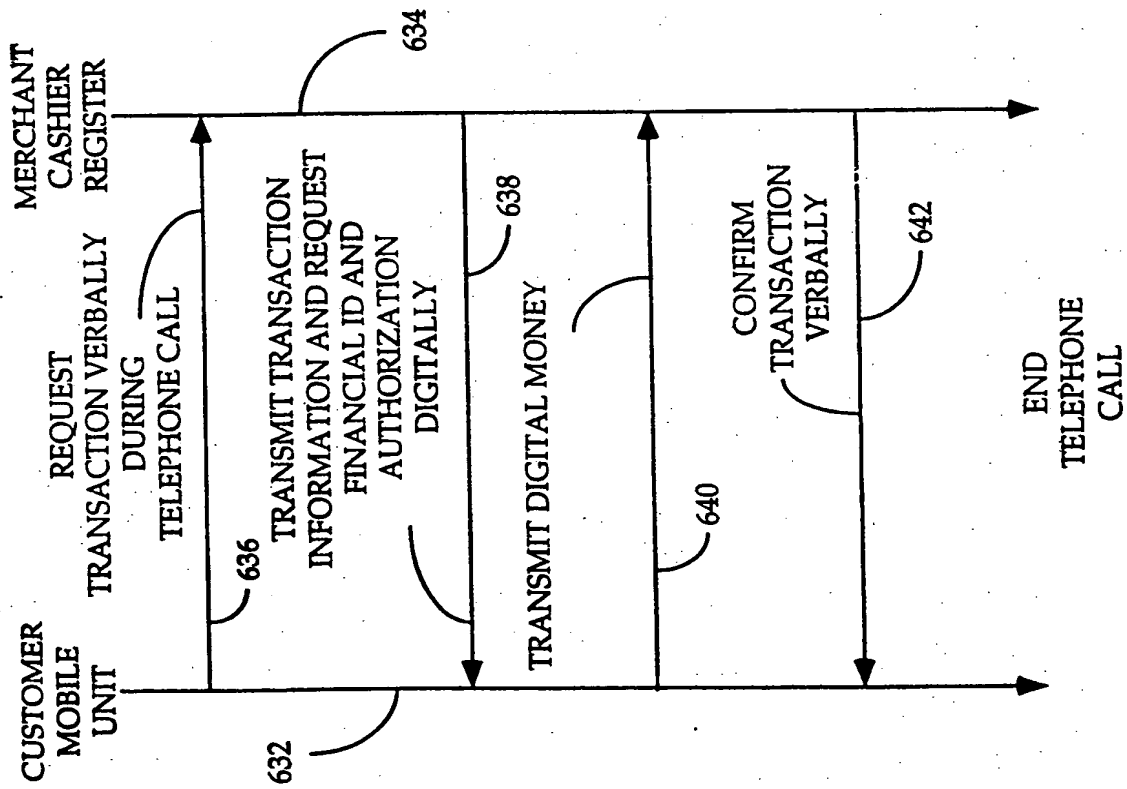 CUSTOMER
MOBILE
UNIT
MERCHANT
CASHIER
REGISTER
632
634
REQUEST
TRANSACTION VERBALLY
DURING
TELEPHONE CALL
636
TRANSMIT TRANSACTION
INFORMATION AND REQUEST
FINANCIAL ID AND
AUTHORIZATION
DIGITALLY
638
TRANSMIT DIGITAL MONEY
640
CONFIRM
TRANSACTION
VERBALLY
642
END
TELEPHONE
CALL